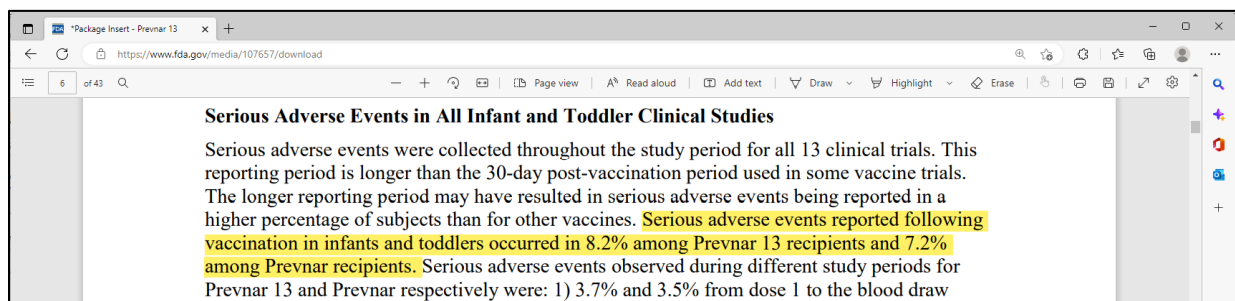 FDA
*Package Insert - Prevnar 13
https://www.fda.gov/media/107657/download
6 of 43
Page view
Read aloud
Add text
Draw
Highlight
Erase
Serious Adverse Events in All Infant and Toddler Clinical Studies
Serious adverse events were collected throughout the study period for all 13 clinical trials. This
reporting period is longer than the 30-day post-vaccination period used in some vaccine trials.
The longer reporting period may have resulted in serious adverse events being reported in a
higher percentage of subjects than for other vaccines. Serious adverse events reported following
vaccination in infants and toddlers occurred in 8.2% among Prevnar 13 recipients and 7.2%
among Prevnar recipients. Serious adverse events observed during different study periods for
Prevnar 13 and Prevnar respectively were: 1) 3.7% and 3.5% from dose 1 to the blood draw